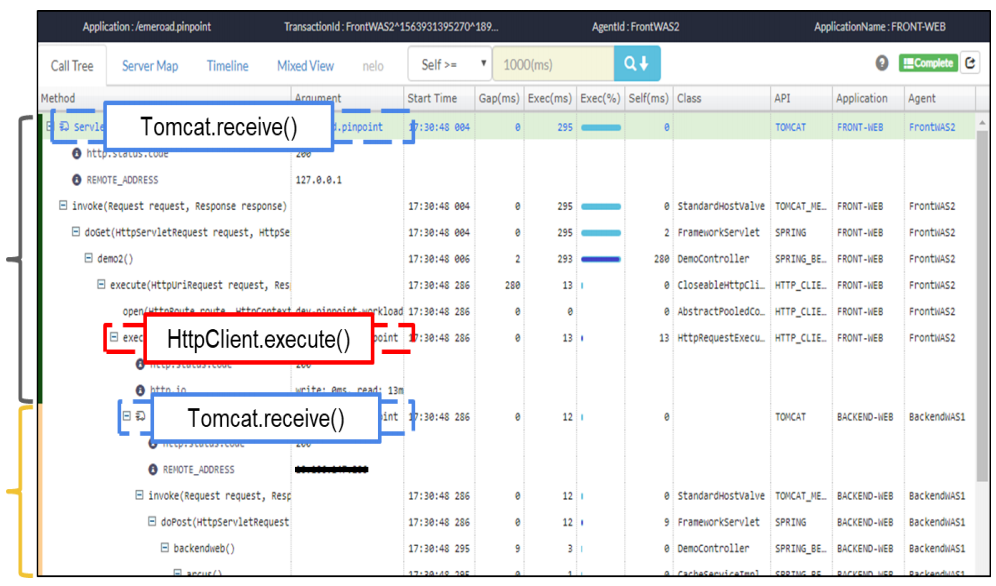 Application : /emeroad.pinpoint TransactionId : FrontWAS2^1563931395270^189... AgentId : FrontWAS2 ApplicationName : FRONT-WEB
Call Tree Server Map Timeline Mixed View nelo Self >= 1000(ms) Complete
Method Argument Start Time Gap(ms) Exec(ms) Exec(%) Self(ms) Class API Application Agent
Servle Tomcat.receive() d.pinpoint 17:30:48 004 0 295 0 TOMCAT FRONT-WEB FrontWAS2
http.status.code 200
REMOTE_ADDRESS 127.0.0.1
invoke(Request request, Response response) 17:30:48 004 0 295 0 StandardHostValve TOMCAT_ME… FRONT-WEB FrontWAS2
doGet(HttpServletRequest request, HttpSe 17:30:48 004 0 295 2 FrameworkServlet SPRING FRONT-WEB FrontWAS2
demo2() 17:30:48 006 2 293 280 DemoController SPRING_BE… FRONT-WEB FrontWAS2
execute(HttpUriRequest request, Res 17:30:48 286 280 13 0 CloseableHttpCli… HTTP_CLIE… FRONT-WEB FrontWAS2
open(HttpRoute route, HttpContext dev-pinpoint-workload 17:30:48 286 0 0 0 AbstractPooledCo… HTTP_CLIE… FRONT-WEB FrontWAS2
exec HttpClient.execute() point 17:30:48 286 0 13 13 HttpRequestExecu… HTTP_CLIE… FRONT-WEB FrontWAS2
http.status.code 200
http.io write: 0ms, read: 13m
Tomcat.receive() int 17:30:48 286 0 12 0 TOMCAT BACKEND-WEB BackendWAS1
http.status.code 200
REMOTE_ADDRESS
invoke(Request request, Resp 17:30:48 286 0 12 0 StandardHostValve TOMCAT_ME… BACKEND-WEB BackendWAS1
doPost(HttpServletRequest 17:30:48 286 0 12 9 FrameworkServlet SPRING BACKEND-WEB BackendWAS1
backendweb() 17:30:48 295 9 3 0 DemoController SPRING_BE… BACKEND-WEB BackendWAS1
arcus() 17:30:48 295 0 1 0 CacheServiceImpl SPRING_BE BACKEND-WEB BackendWAS1